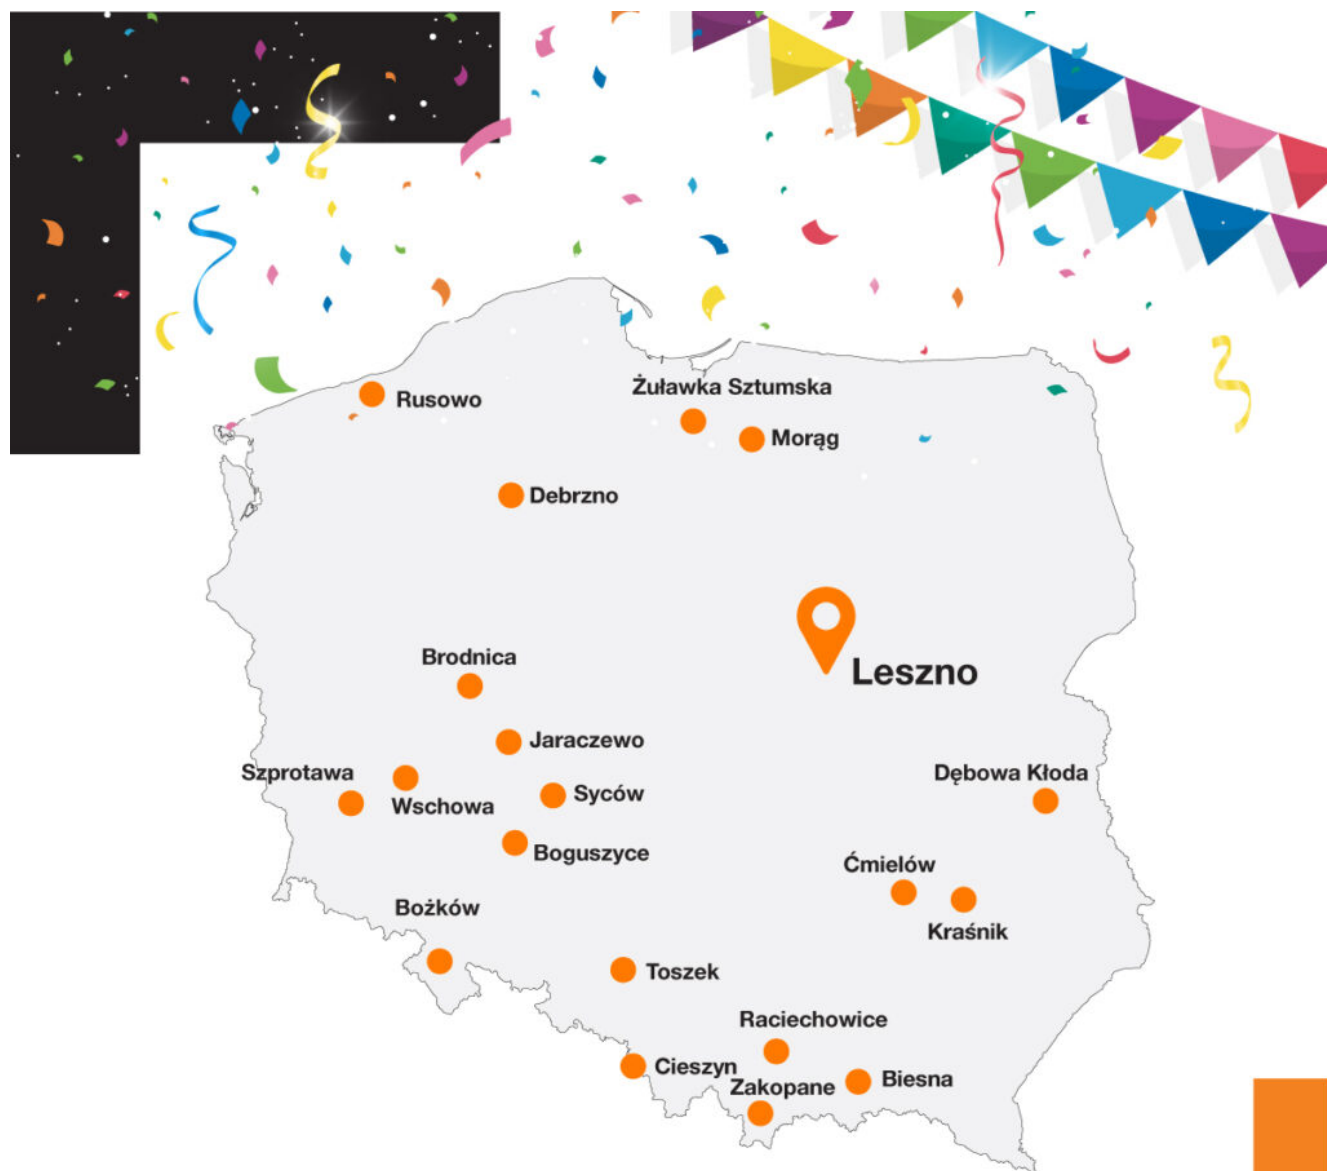 Rusowo
Żuławka Sztumska
Morąg
Debrzno
Leszno
Brodnica
Jaraczewo
Szprotawa
Wschowa
Syców
Dębowa Kłoda
Boguszyce
Ćmielów
Kraśnik
Bożków
Toszek
Raciechowice
Cieszyn
Zakopane
Biesna